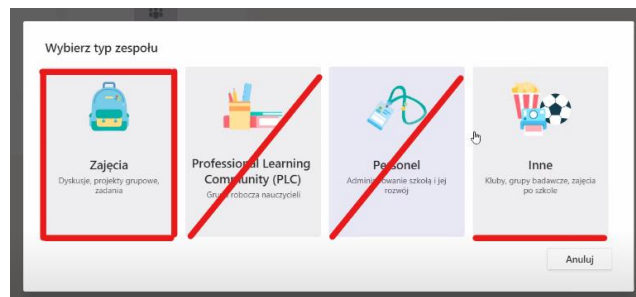 Wybierz typ zespołu
Zajęcia
Dyskusje, projekty grupowe,
zadania
Professional Learning
Community (PLC)
Grupa robocza nauczycieli
Personel
Administrowanie szkołą i jej
rozwój
Inne
Kluby, grupy badawcze, zajęcia
po szkole
Anuluj